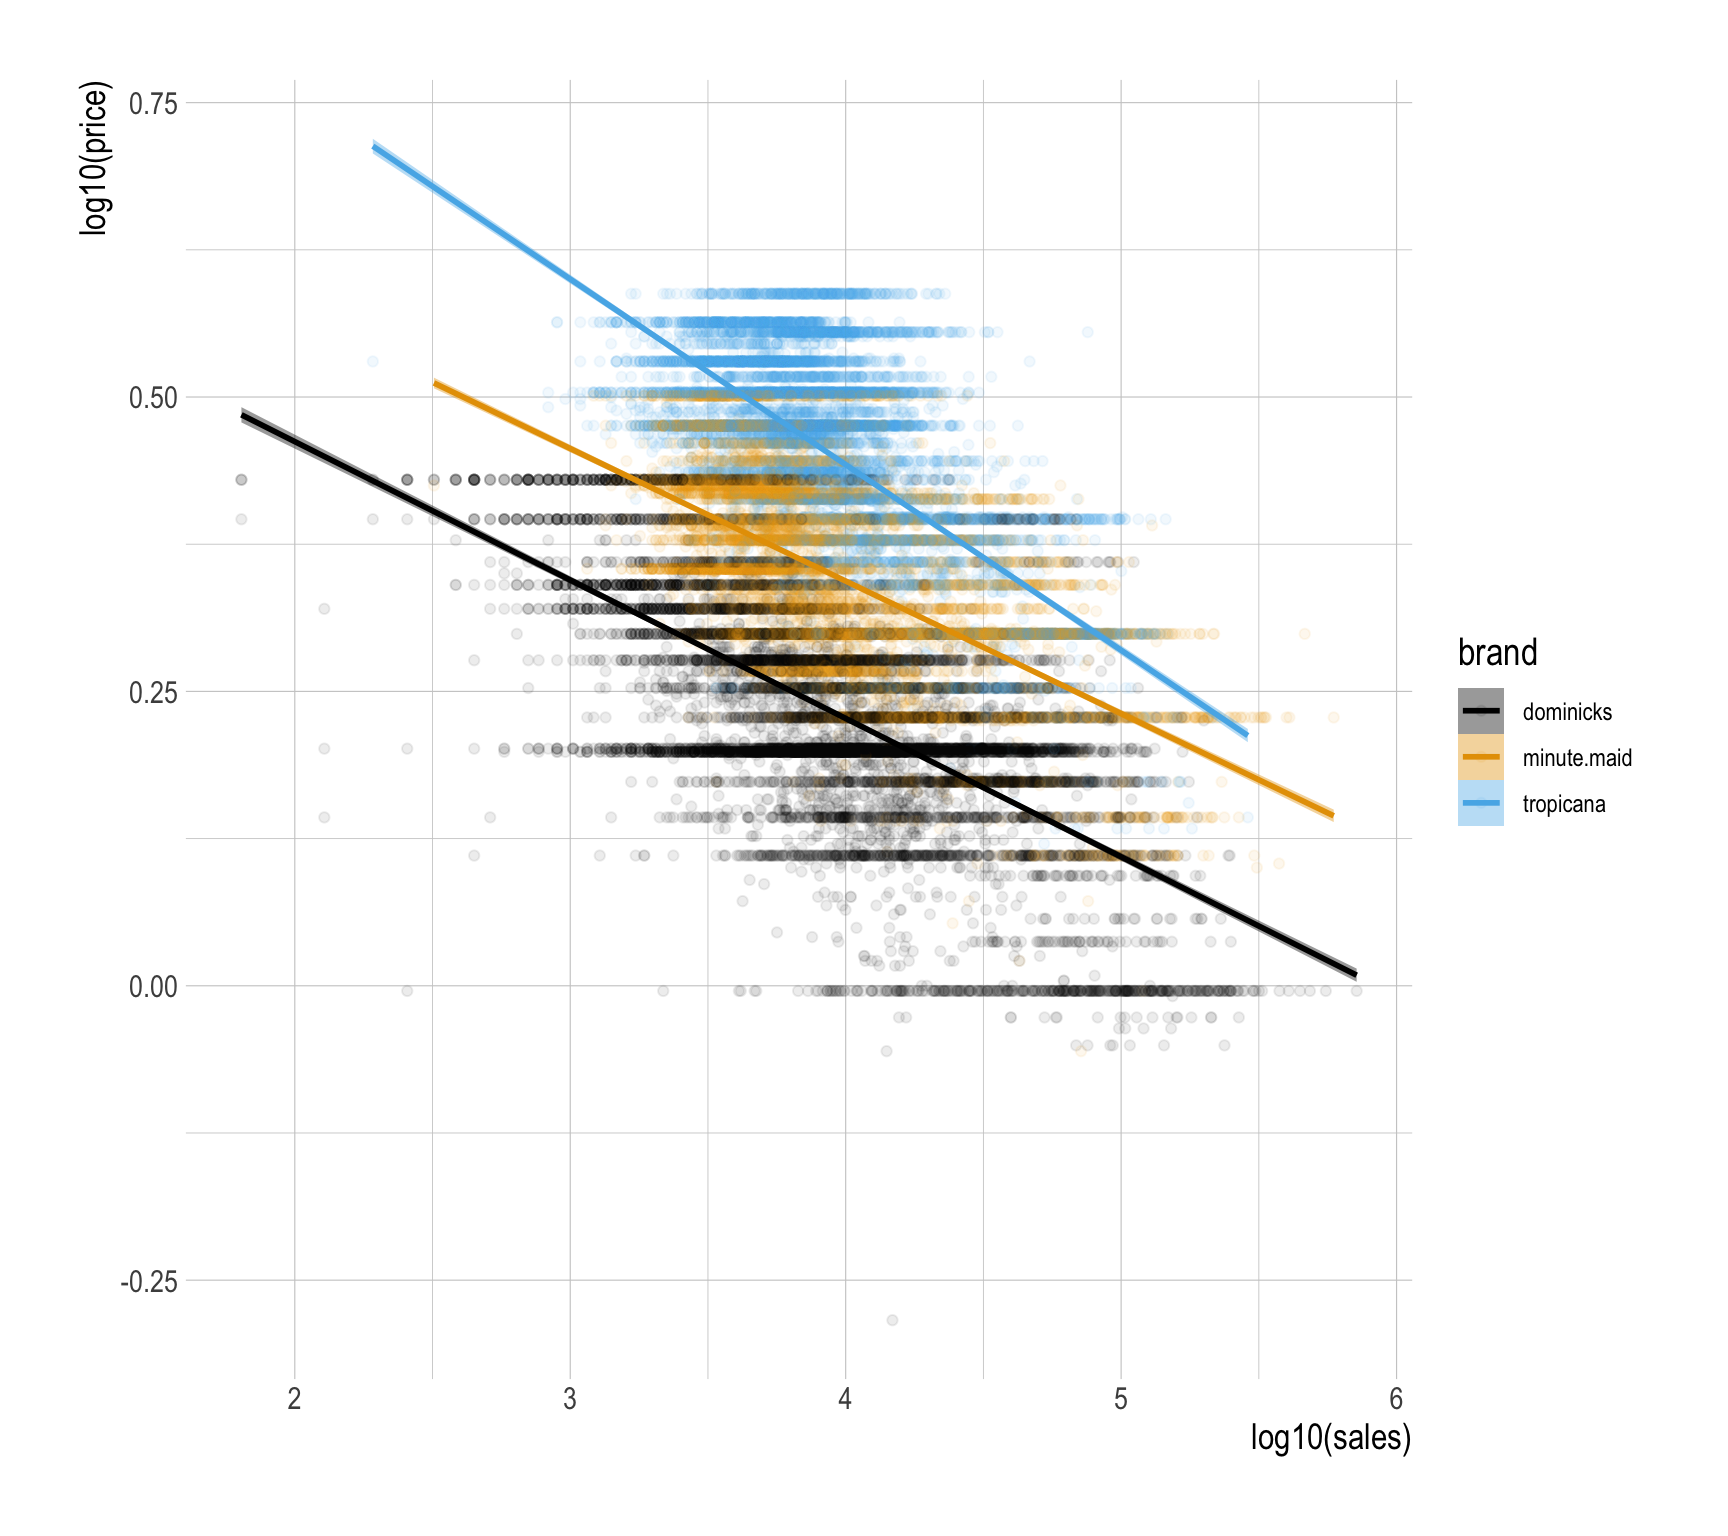 log10(price)
0.75
0.50
0.25
0.00
-0.25
2 3 4 5 6
log10(sales)
brand
dominicks
minute.maid
tropicana